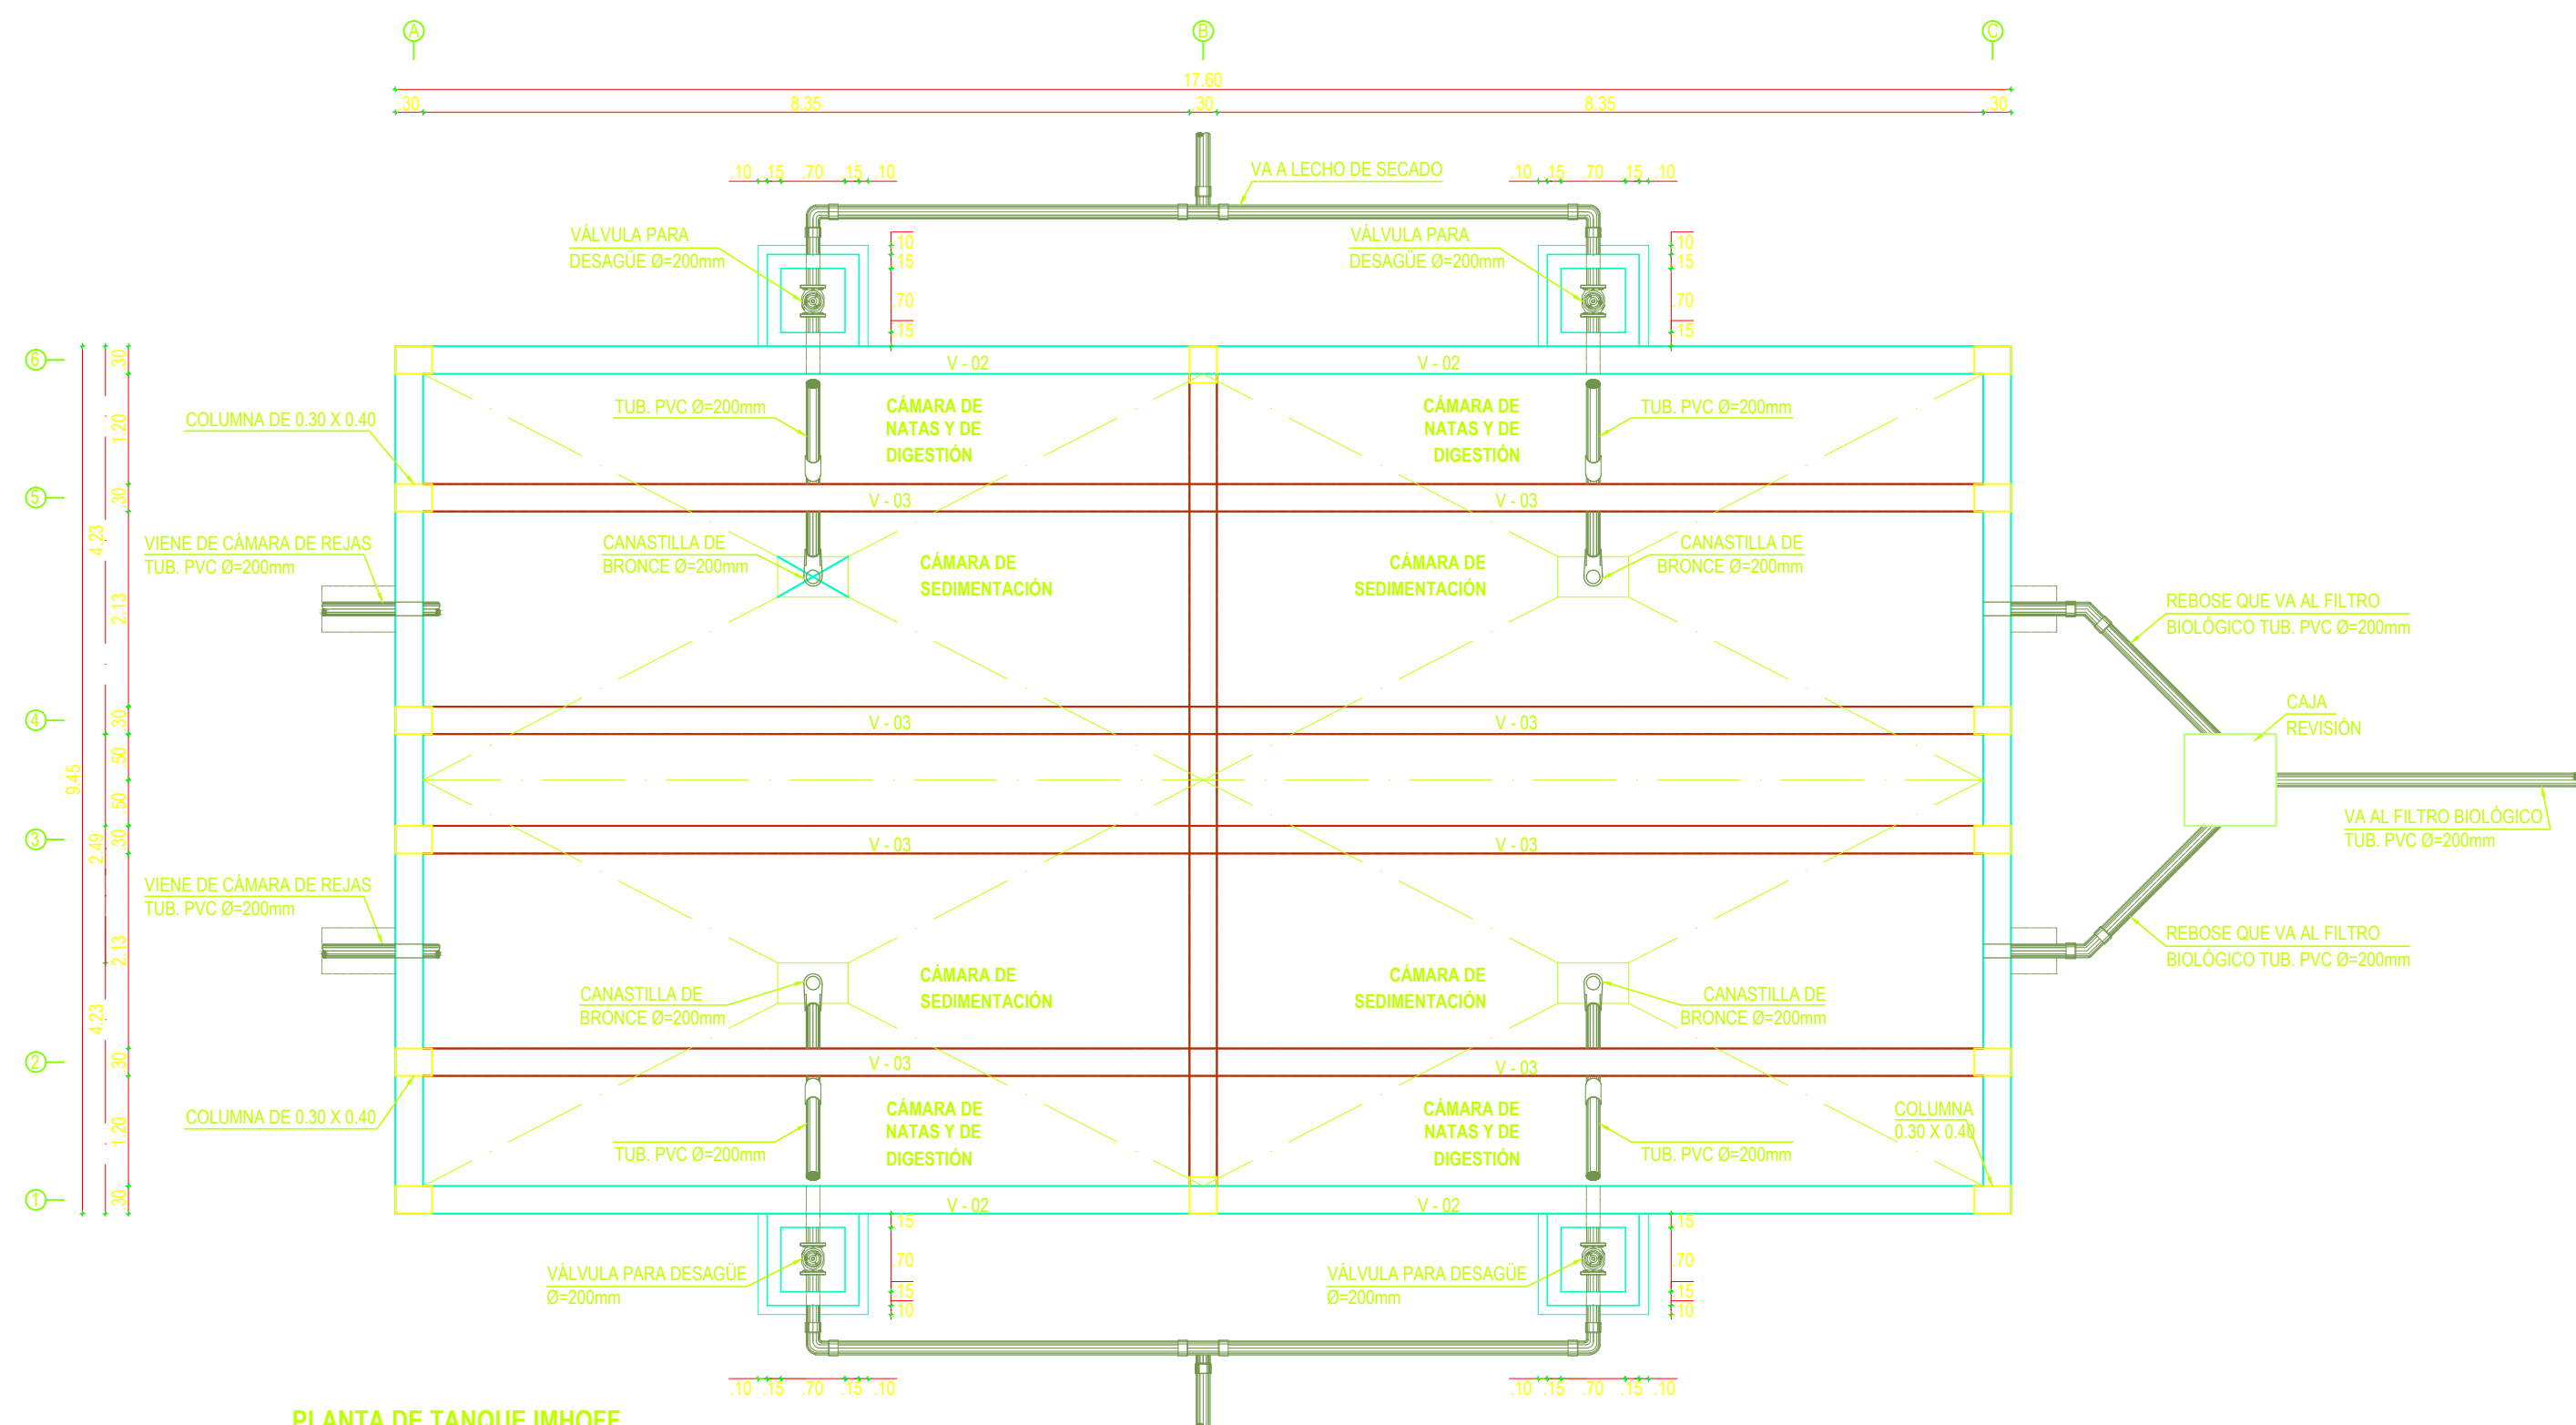 A
B
C
17.60
.30
8.35
.30
8.35
.30
.10 .15 .70 .15 .10
VA A LECHO DE SECADO
.10 .15 .70 .15 .10
VÁLVULA PARA
DESAGÜE Ø=200mm
.10
.15
.70
.15
VÁLVULA PARA
DESAGÜE Ø=200mm
.10
.15
.70
.15
6
.30
V - 02
V - 02
COLUMNA DE 0.30 X 0.40
1.20
TUB. PVC Ø=200mm
CÁMARA DE
NATAS Y DE
DIGESTIÓN
CÁMARA DE
NATAS Y DE
DIGESTIÓN
TUB. PVC Ø=200mm
5
.30
V - 03
V - 03
4.23
VIENE DE CÁMARA DE REJAS
TUB. PVC Ø=200mm
CANASTILLA DE
BRONCE Ø=200mm
CÁMARA DE
SEDIMENTACIÓN
CÁMARA DE
SEDIMENTACIÓN
CANASTILLA DE
BRONCE Ø=200mm
2.13
REBOSE QUE VA AL FILTRO
BIOLÓGICO TUB. PVC Ø=200mm
4
.30
V - 03
V - 03
CAJA
REVISIÓN
9.45
.50
.50
VA AL FILTRO BIOLÓGICO
TUB. PVC Ø=200mm
3
2.49
.30
V - 03
V - 03
VIENE DE CÁMARA DE REJAS
TUB. PVC Ø=200mm
2.13
REBOSE QUE VA AL FILTRO
BIOLÓGICO TUB. PVC Ø=200mm
CANASTILLA DE
BRONCE Ø=200mm
CÁMARA DE
SEDIMENTACIÓN
CÁMARA DE
SEDIMENTACIÓN
CANASTILLA DE
BRONCE Ø=200mm
4.23
2
.30
V - 03
V - 03
COLUMNA DE 0.30 X 0.40
1.20
TUB. PVC Ø=200mm
CÁMARA DE
NATAS Y DE
DIGESTIÓN
CÁMARA DE
NATAS Y DE
DIGESTIÓN
TUB. PVC Ø=200mm
COLUMNA
0.30 X 0.40
1
.30
V - 02
V - 02
.15
.70
.15
.10
.15
.70
.15
.10
VÁLVULA PARA DESAGÜE
Ø=200mm
VÁLVULA PARA DESAGÜE
Ø=200mm
.10 .15 .70 .15 .10
.10 .15 .70 .15 .10
PLANTA DE TANQUE IMHOFF